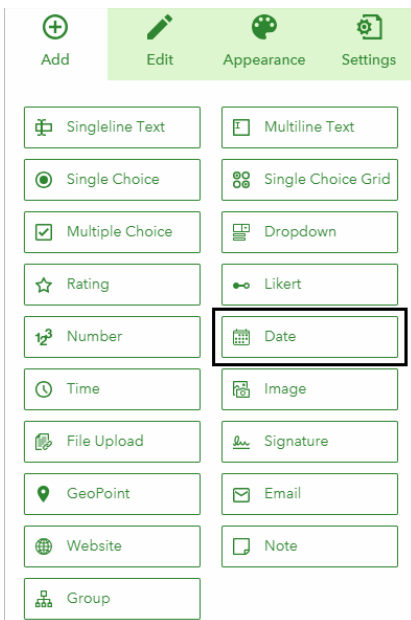 Add Edit Appearance Settings
Singleline Text Multiline Text
Single Choice Single Choice Grid
Multiple Choice Dropdown
Rating Likert
123 Number Date
Time Image
File Upload Signature
GeoPoint Email
Website Note
Group